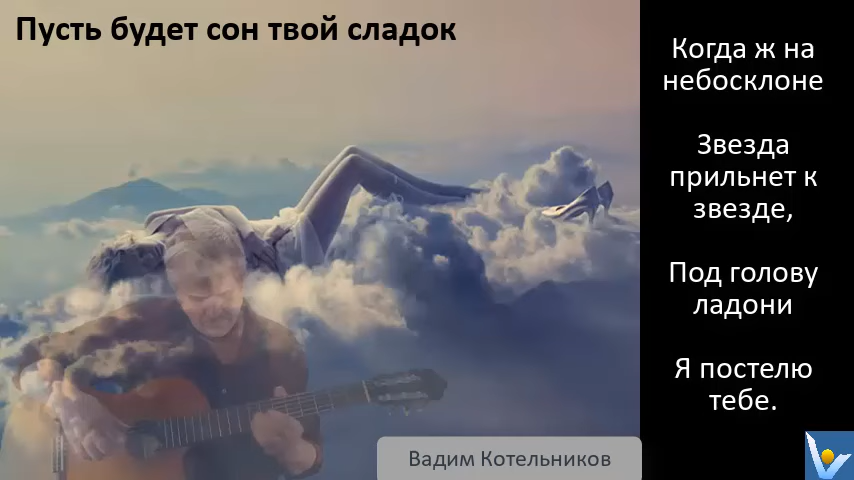 Пусть будет сон твой сладок
Когда ж на
небосклоне
Звезда
прильнет к
звезде,
Под голову
ладони
Я постелю
тебе.
Вадим Котельников